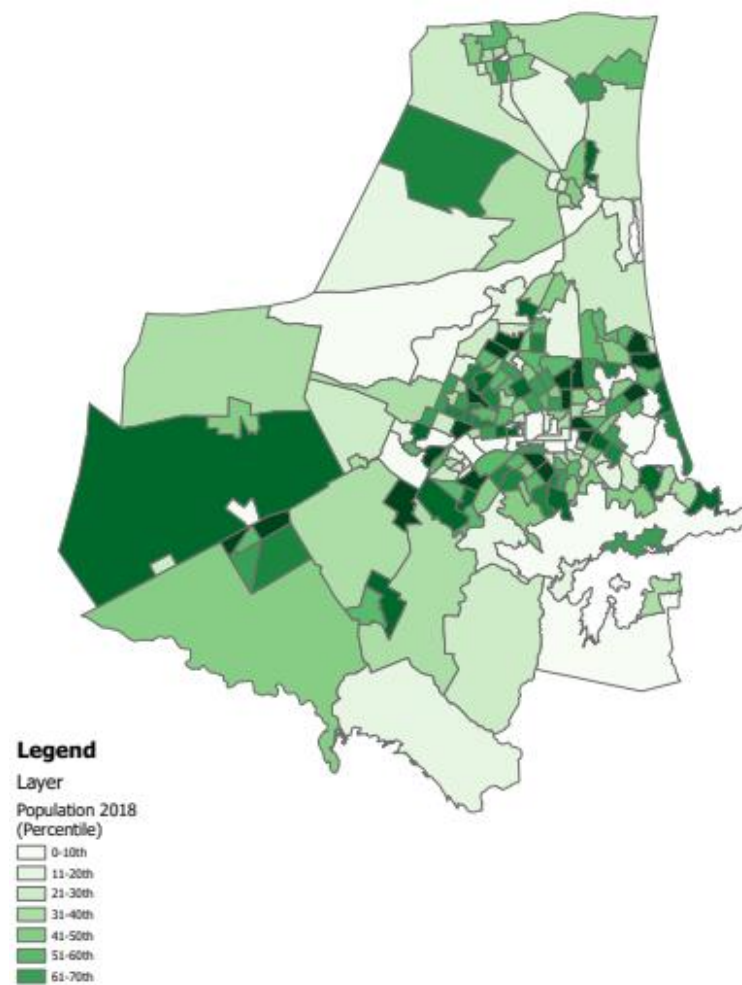 Legend
Layer
Population 2018
(Percentile)
0-10th
11-20th
21-30th
31-40th
41-50th
51-60th
61-70th